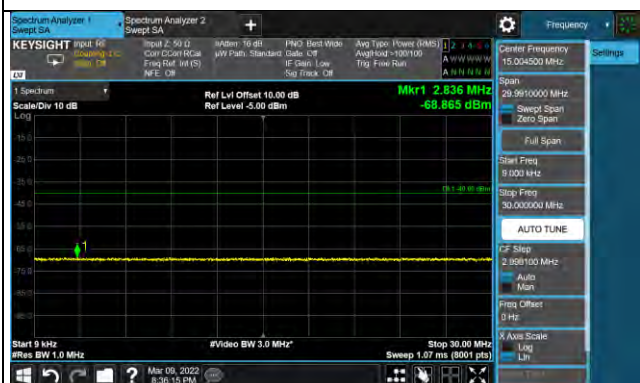 Spectrum Analyzer 1
Swept SA
Spectrum Analyzer 2
Swept SA
+
Frequency
KEYSIGHT
Input: RF
Input Z: 50 Ω
Corr CCorr RCal
Freq Ref: Int (S)
NFE: Off
#Atten: 16 dB
µW Path: Standard
PNO: Best Wide
Gate: Off
IF Gain: Low
Sig Track: Off
Avg Type: Power (RMS)
Avg|Hold:>100/100
Trig: Free Run
1 Spectrum
Scale/Div 10 dB
Log
Ref Lvl Offset 10.00 dB
Ref Level -5.00 dBm
Mkr1 2.836 MHz
-68.865 dBm
1
Start 9 kHz
#Res BW 1.0 MHz
#Video BW 3.0 MHz*
Stop 30.00 MHz
Sweep 1.07 ms (8001 pts)
Mar 09, 2022
8:36:15 PM
Center Frequency
15.004500 MHz
Settings
Span
29.9910000 MHz
Swept Span
Zero Span
Full Span
Start Freq
9.000 kHz
Stop Freq
30.000000 MHz
AUTO TUNE
CF Step
2.999100 MHz
Auto
Man
Freq Offset
0 Hz
X Axis Scale
Log
Lin